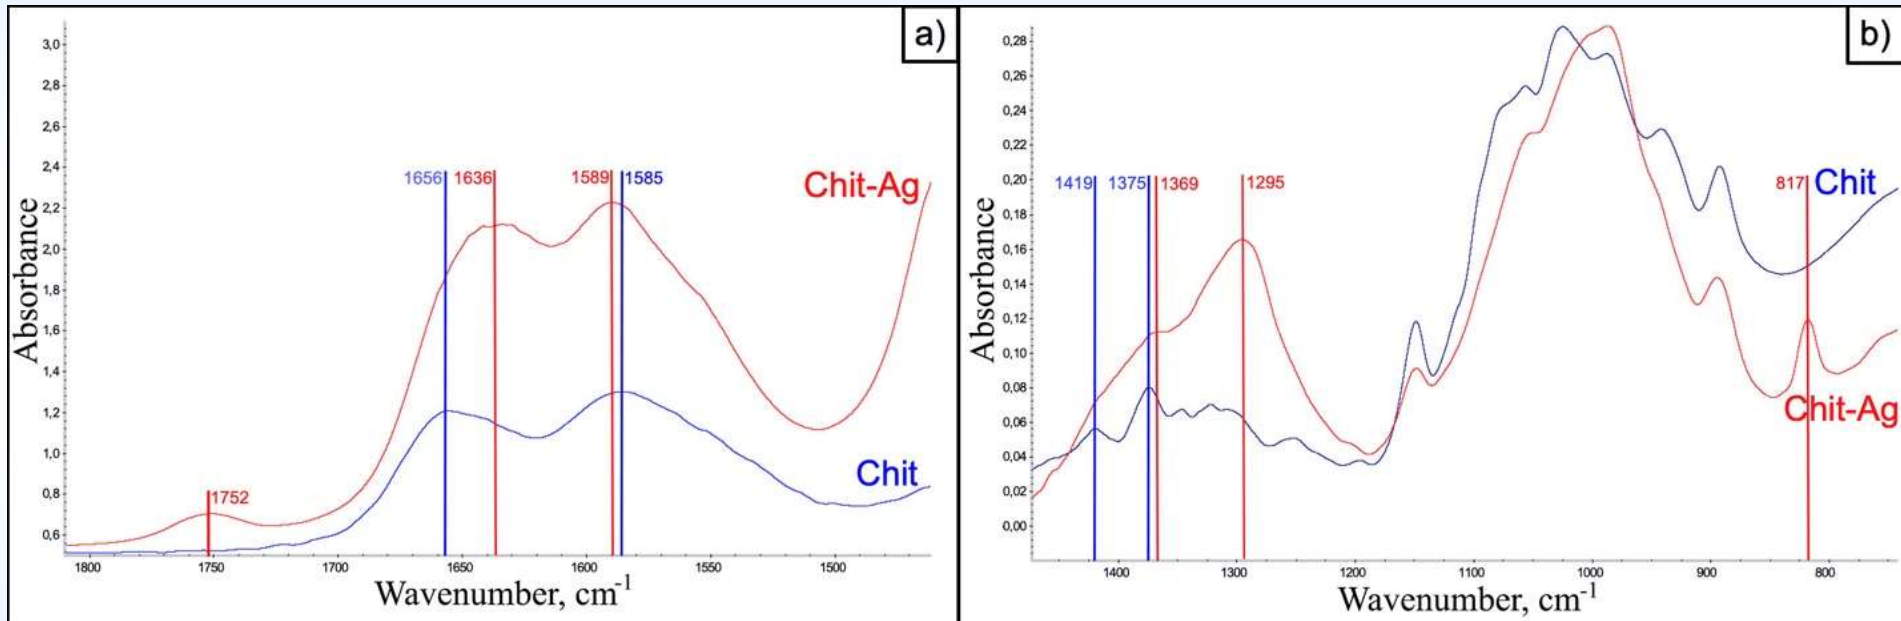 a)
3,0
2,8
2,6
2,4
2,2
2,0
1,8
1,6
1,4
1,2
1,0
0,8
0,6
Absorbance
1656 1636 1589 1585
1752
Chit-Ag
Chit
1800 1750 1700 1650 1600 1550 1500
Wavenumber, cm-1
b)
0,28
0,26
0,24
0,22
0,20
0,18
0,16
0,14
0,12
0,10
0,08
0,06
0,04
0,02
0,00
Absorbance
1419 1375 1369 1295 817
Chit
Chit-Ag
1400 1300 1200 1100 1000 900 800
Wavenumber, cm-1